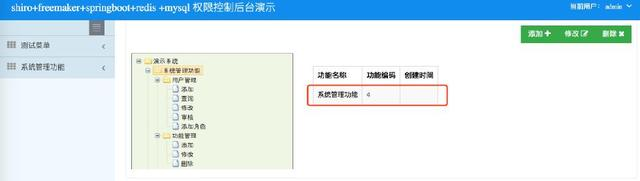 shiro+freemaker+springboot+redis +mysql 权限控制后台演示
当前用户: admin
测试菜单
系统管理功能
添加
修改
删除
演示系统
系统管理功能
用户管理
添加
查询
修改
审核
添加角色
功能管理
添加
修改
删除
功能名称 功能编码 创建时间
系统管理功能 4